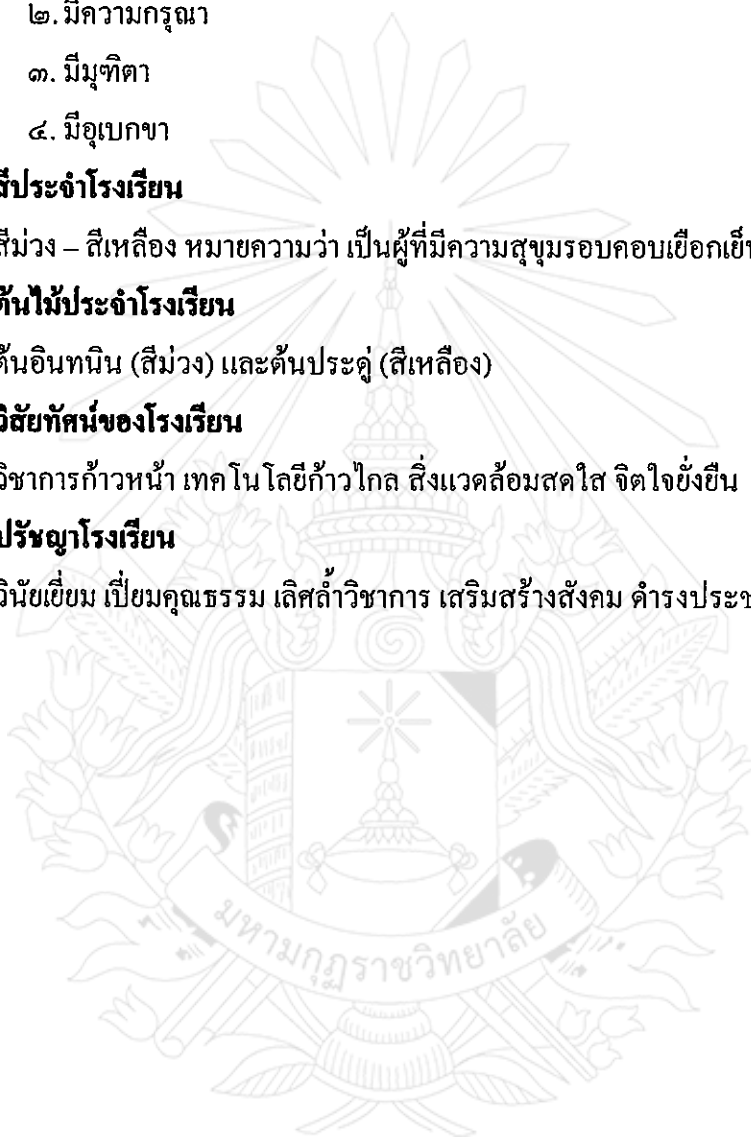 ๒. มีความกรุณา
๓. มีมุฑิตา
๔. มีอุเบกขา
สีประจำโรงเรียน
สีม่วง – สีเหลือง หมายความว่า เป็นผู้ที่มีความสุขุมรอบคอบเยือกเย็น
ต้นไม้ประจำโรงเรียน
ต้นอินทนิน (สีม่วง) และต้นประดู่ (สีเหลือง)
วิสัยทัศน์ของโรงเรียน
วิชาการก้าวหน้า เทคโนโลยีก้าวไกล สิ่งแวดล้อมสดใส จิตใจยั่งยืน
ปรัชญาโรงเรียน
วินัยเยี่ยม เปี่ยมคุณธรรม เลิศล้ำวิชาการ เสริมสร้างสังคม ดำรงประช
มหามกุฏราชวิทยาลัย